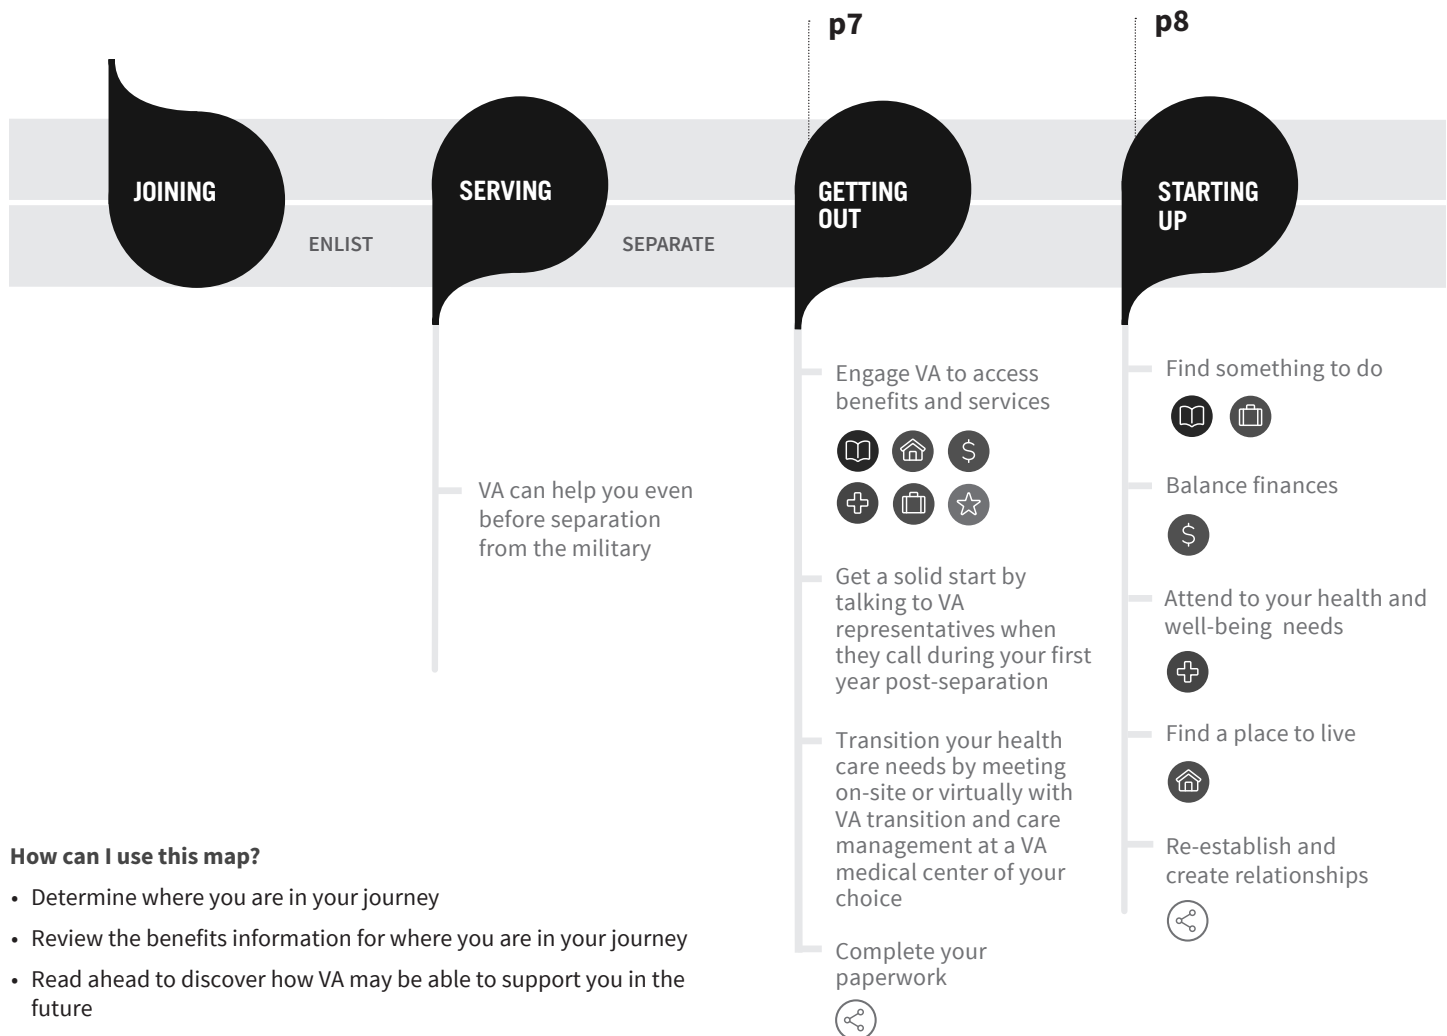 p7
p8
JOINING
ENLIST
SERVING
SEPARATE
GETTING
OUT
STARTING
UP
VA can help you even
before separation
from the military
Engage VA to access
benefits and services
Get a solid start by
talking to VA
representatives when
they call during your first
year post-separation
Transition your health
care needs by meeting
on-site or virtually with
VA transition and care
management at a VA
medical center of your
choice
Complete your
paperwork
Find something to do
Balance finances
$
Attend to your health and
well-being needs
Find a place to live
Re-establish and
create relationships
How can I use this map?
• Determine where you are in your journey
• Review the benefits information for where you are in your journey
• Read ahead to discover how VA may be able to support you in the
future